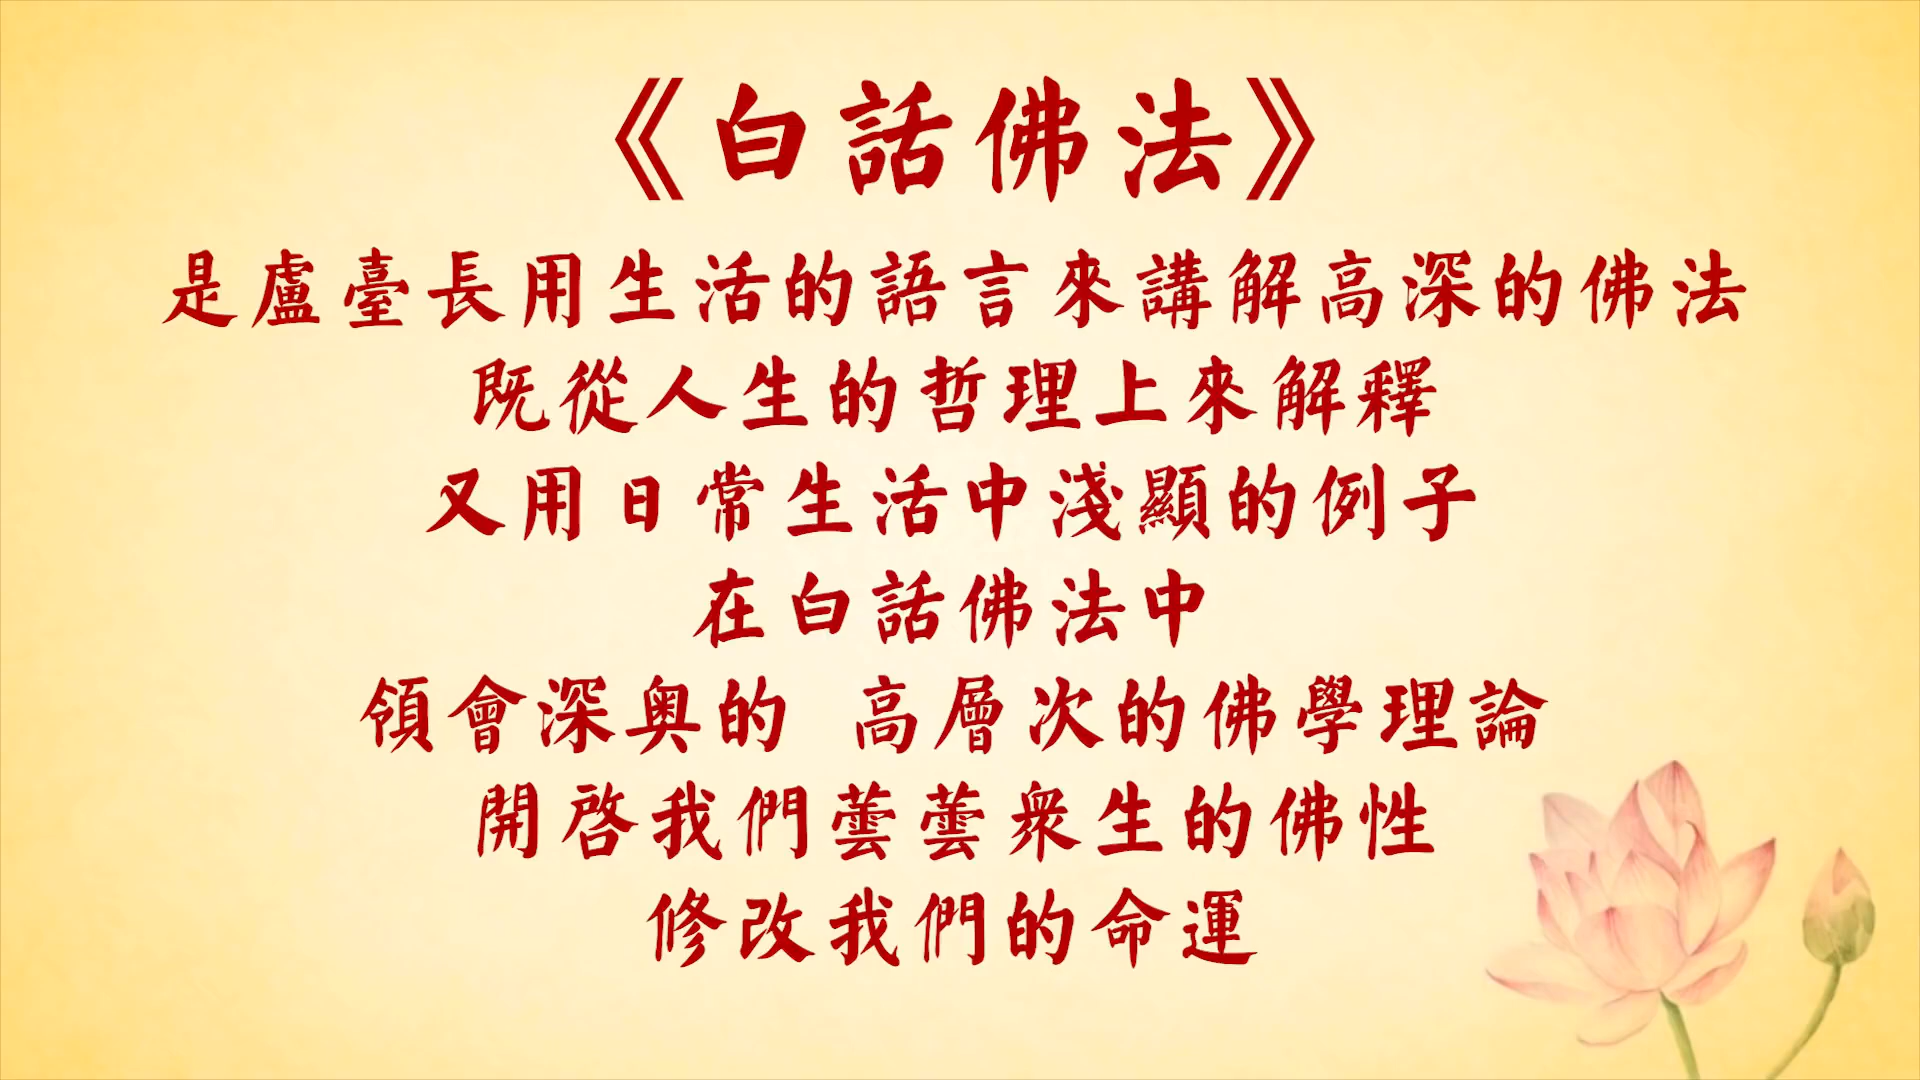 《白話佛法》
是盧臺長用生活的語言來講解高深的佛法
既從人生的哲理上來解釋
又用日常生活中淺顯的例子
在白話佛法中
領會深奧的 高層次的佛學理論
開啓我們蕓蕓衆生的佛性
修改我們的命運